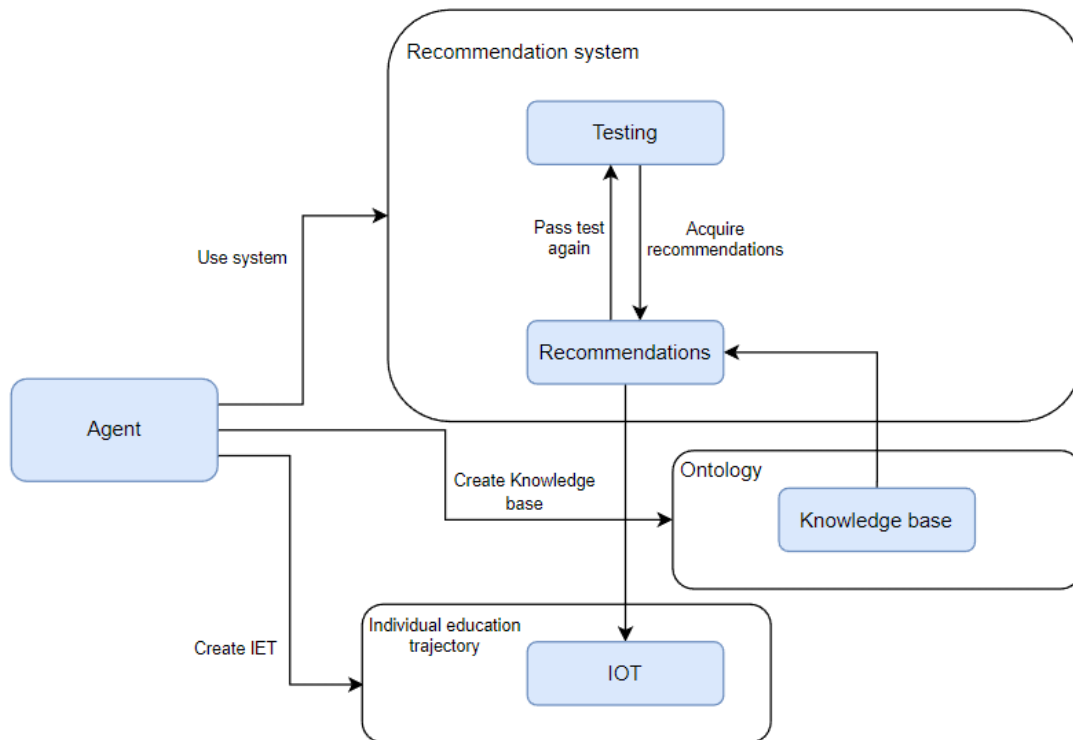 Recommendation system
Testing
Pass test
again
Acquire
recommendations
Use system
Recommendations
Agent
Ontology
Create Knowledge
base
Knowledge base
Individual education
trajectory
Create IET
IOT